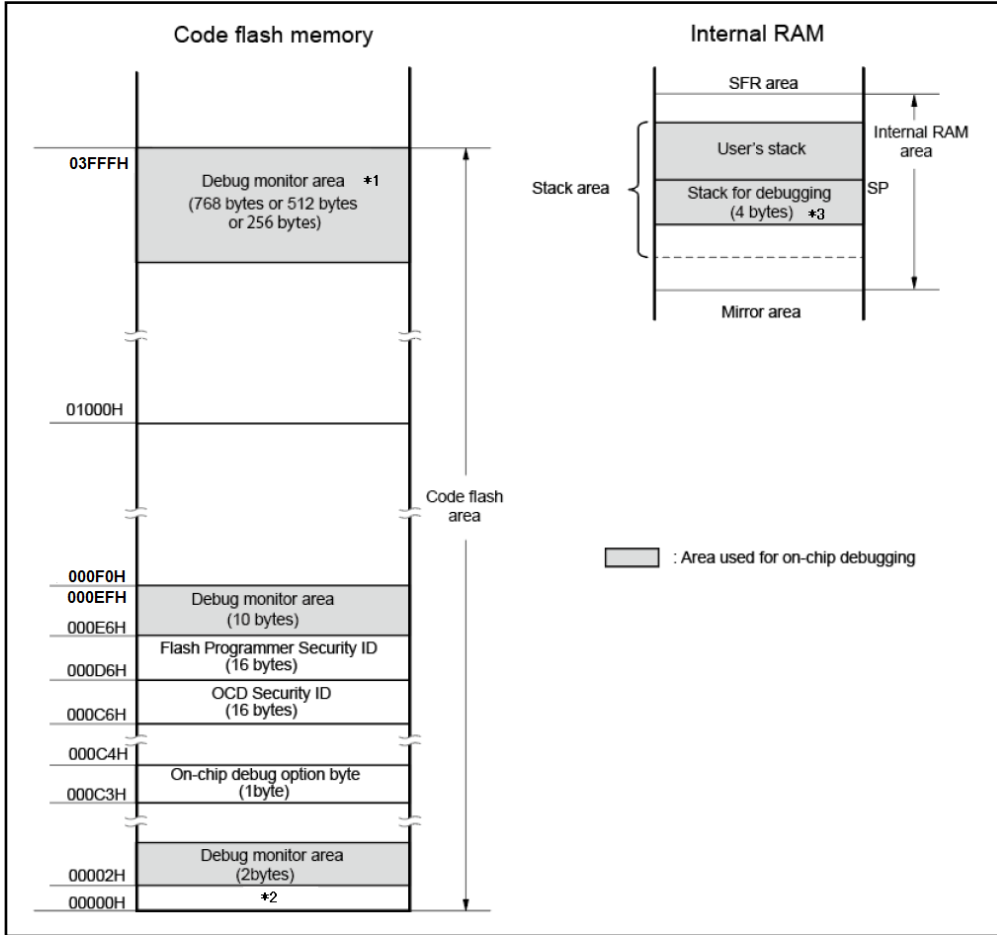 Code flash memory
03FFFH
Debug monitor area *1
(768 bytes or 512 bytes
or 256 bytes)
01000H
Code flash
area
000F0H
000EFH
Debug monitor area
(10 bytes)
000E6H
Flash Programmer Security ID
(16 bytes)
000D6H
OCD Security ID
(16 bytes)
000C6H
000C4H
On-chip debug option byte
(1byte)
000C3H
Debug monitor area
(2bytes)
00002H
*2
00000H
Internal RAM
SFR area
Internal RAM
area
User's stack
Stack area
SP
Stack for debugging
(4 bytes) *3
Mirror area
: Area used for on-chip debugging